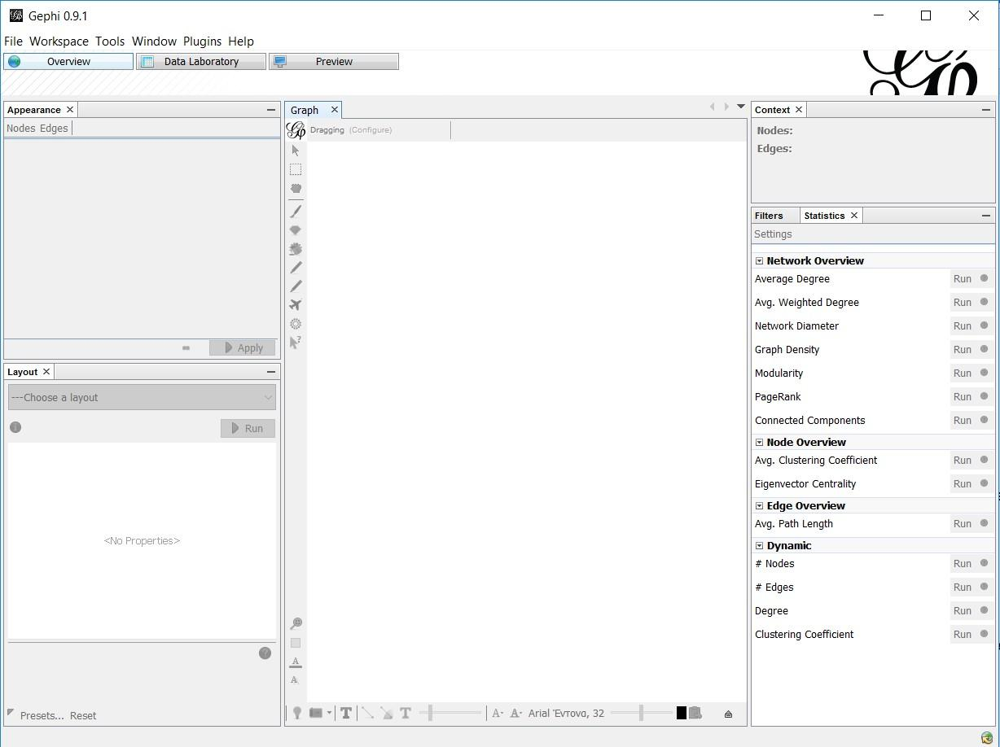 Gephi 0.9.1
File Workspace Tools Window Plugins Help
Overview Data Laboratory Preview
Appearance
Nodes Edges
Apply
Layout
---Choose a layout
Run
<No Properties>
Presets... Reset
Graph
Dragging (Configure)
Arial Έντονα, 32
Context
Nodes:
Edges:
Filters Statistics
Settings
Network Overview
Average Degree Run
Avg. Weighted Degree Run
Network Diameter Run
Graph Density Run
Modularity Run
PageRank Run
Connected Components Run
Node Overview
Avg. Clustering Coefficient Run
Eigenvector Centrality Run
Edge Overview
Avg. Path Length Run
Dynamic
# Nodes Run
# Edges Run
Degree Run
Clustering Coefficient Run